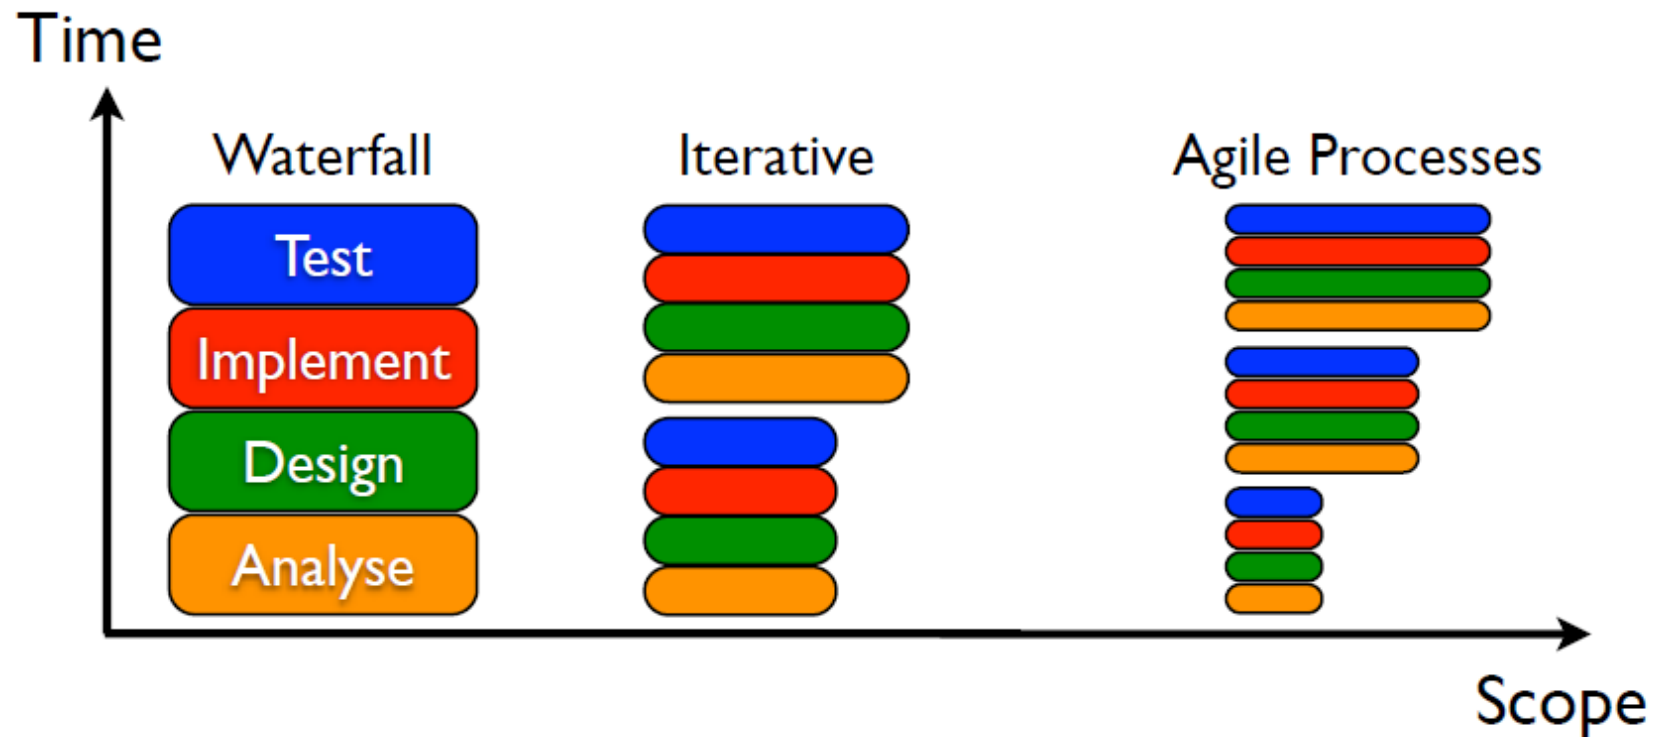 Time
Waterfall
Iterative
Agile Processes
Test
Implement
Design
Analyse
Scope